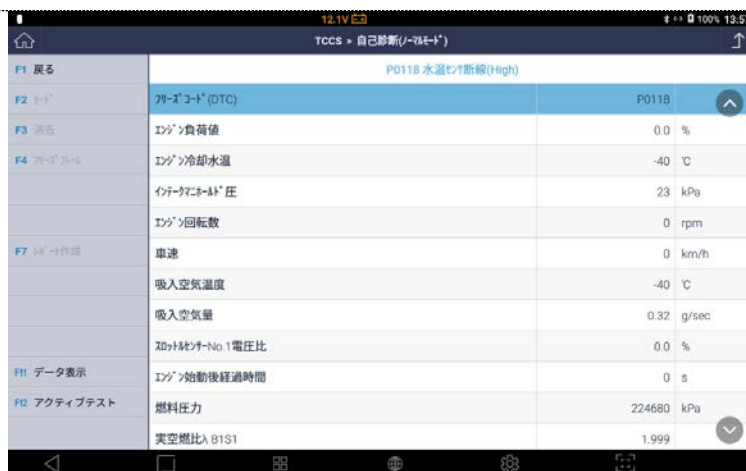 12.1V
100% 13:5
TCCS > 自己診断(ﾉｰﾏﾙﾓｰﾄﾞ)
F1 戻る
P0118 水温ｾﾝｻ断線(High)
F2 ﾓｰﾄﾞ
ﾌﾘｰｽﾞｺｰﾄﾞ(DTC) P0118
F3 消去
ｴﾝｼﾞﾝ負荷値 0.0 %
F4 ﾌﾘｰｽﾞﾌﾚｰﾑ
ｴﾝｼﾞﾝ冷却水温 -40 ℃
ｲﾝﾃｰｸﾏﾆﾎｰﾙﾄﾞ圧 23 kPa
ｴﾝｼﾞﾝ回転数 0 rpm
F7 ﾚﾎﾟｰﾄ作成
車速 0 km/h
吸入空気温度 -40 ℃
吸入空気量 0.32 g/sec
ｽﾛｯﾄﾙｾﾝｻｰNo.1電圧比 0.0 %
F11 データ表示
ｴﾝｼﾞﾝ始動後経過時間 0 s
F12 アクティブテスト
燃料圧力 224680 kPa
実空燃比λ B1S1 1.999